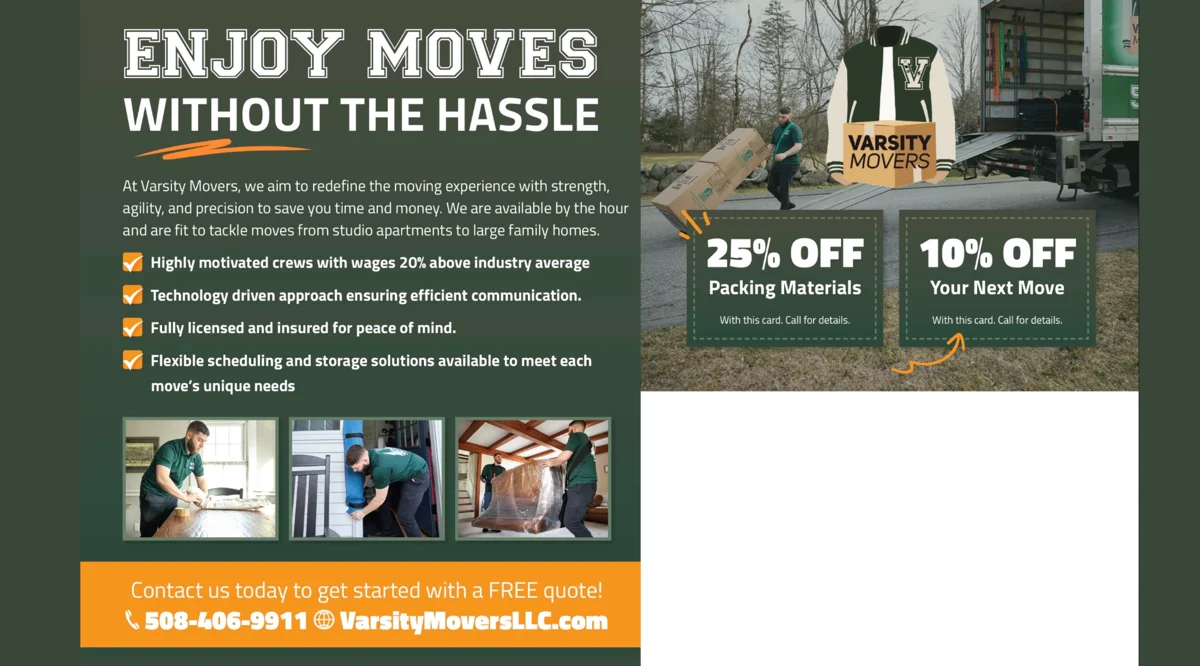 ENJOY MOVES
WITHOUT THE HASSLE
At Varsity Movers, we aim to redefine the moving experience with strength,
agility, and precision to save you time and money. We are available by the hour
and are fit to tackle moves from studio apartments to large family homes.
Highly motivated crews with wages 20% above industry average
Technology driven approach ensuring efficient communication.
Fully licensed and insured for peace of mind.
Flexible scheduling and storage solutions available to meet each
move's unique needs
Contact us today to get started with a FREE quote!
508-406-9911 VarsityMoversLLC.com
V
VARSITY
MOVERS
25% OFF
Packing Materials
With this card. Call for details.
10% OFF
Your Next Move
With this card. Call for details.